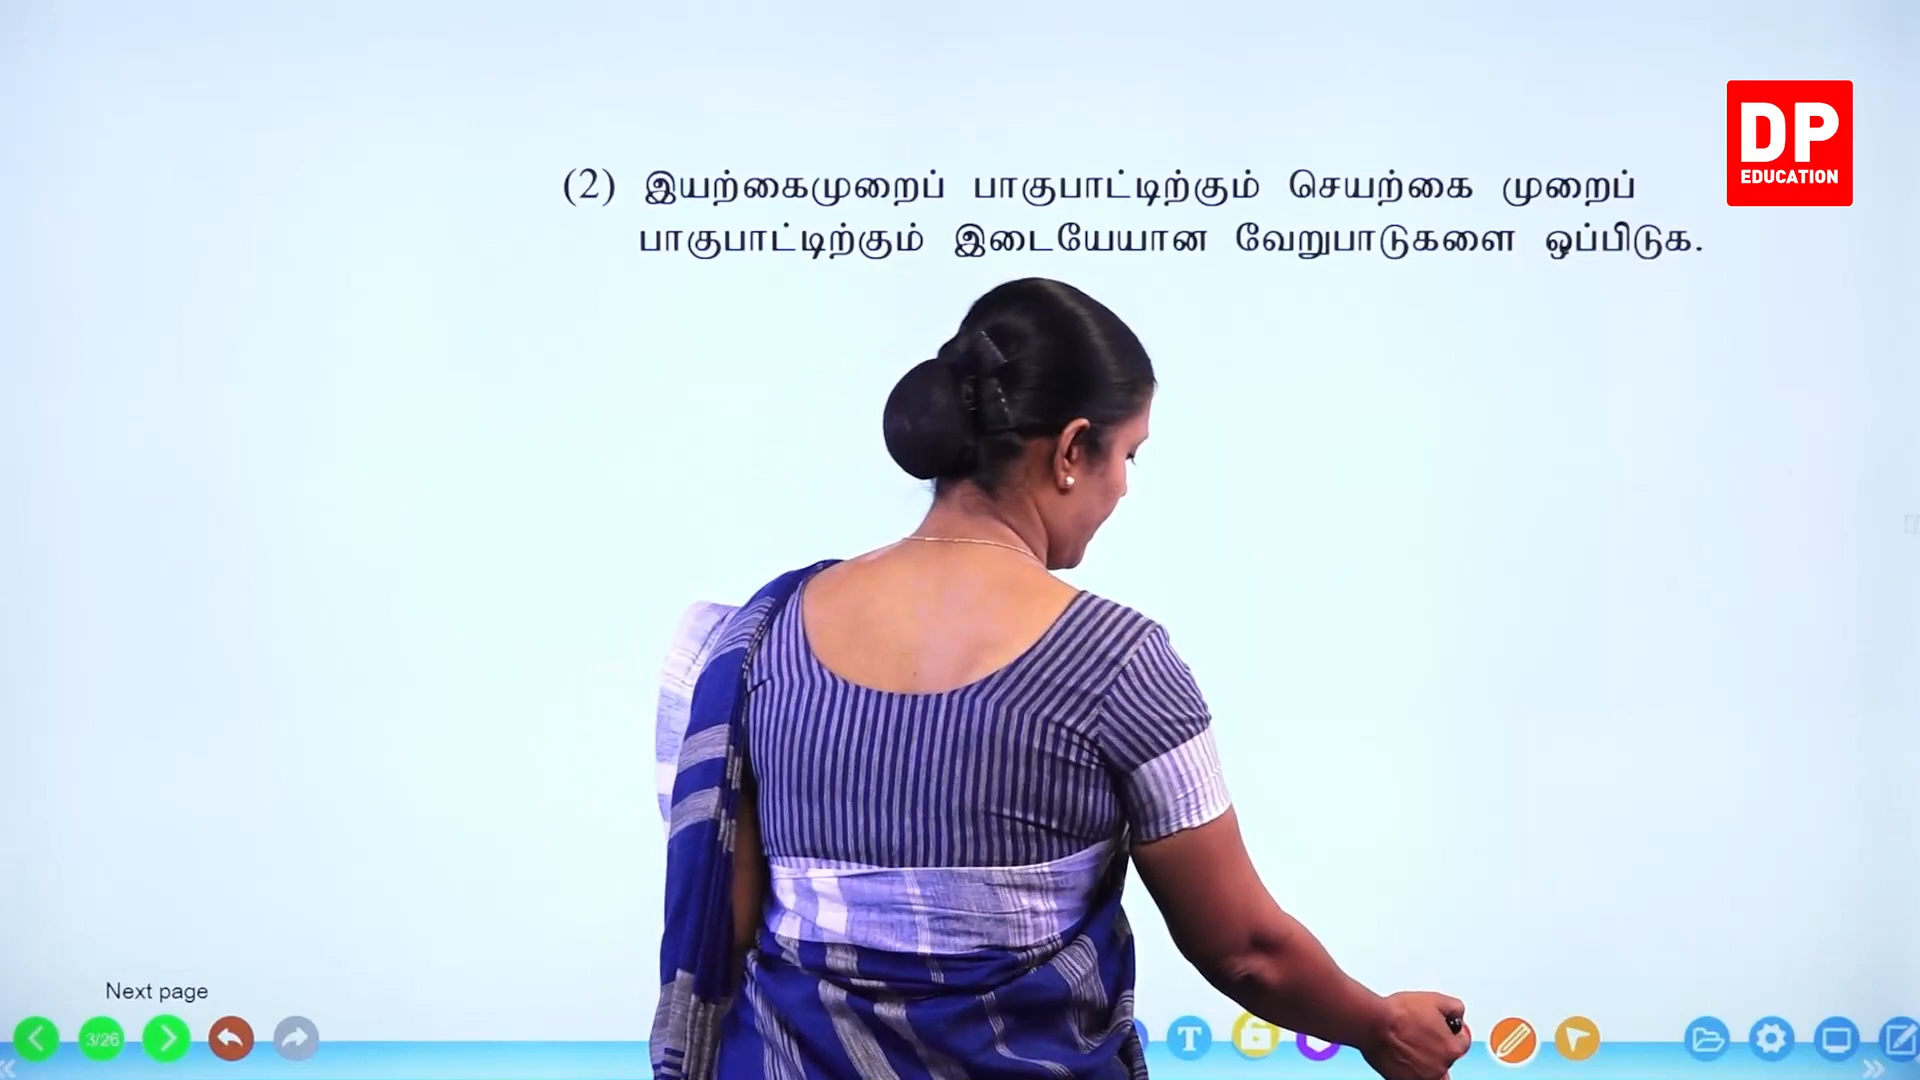 DP
EDUCATION
(2) இயற்கைமுறைப் பாகுபாட்டிற்கும் செயற்கை முறைப்
பாகுபாட்டிற்கும் இடையேயான வேறுபாடுகளை ஒப்பிடுக.
Next page
3/26
T